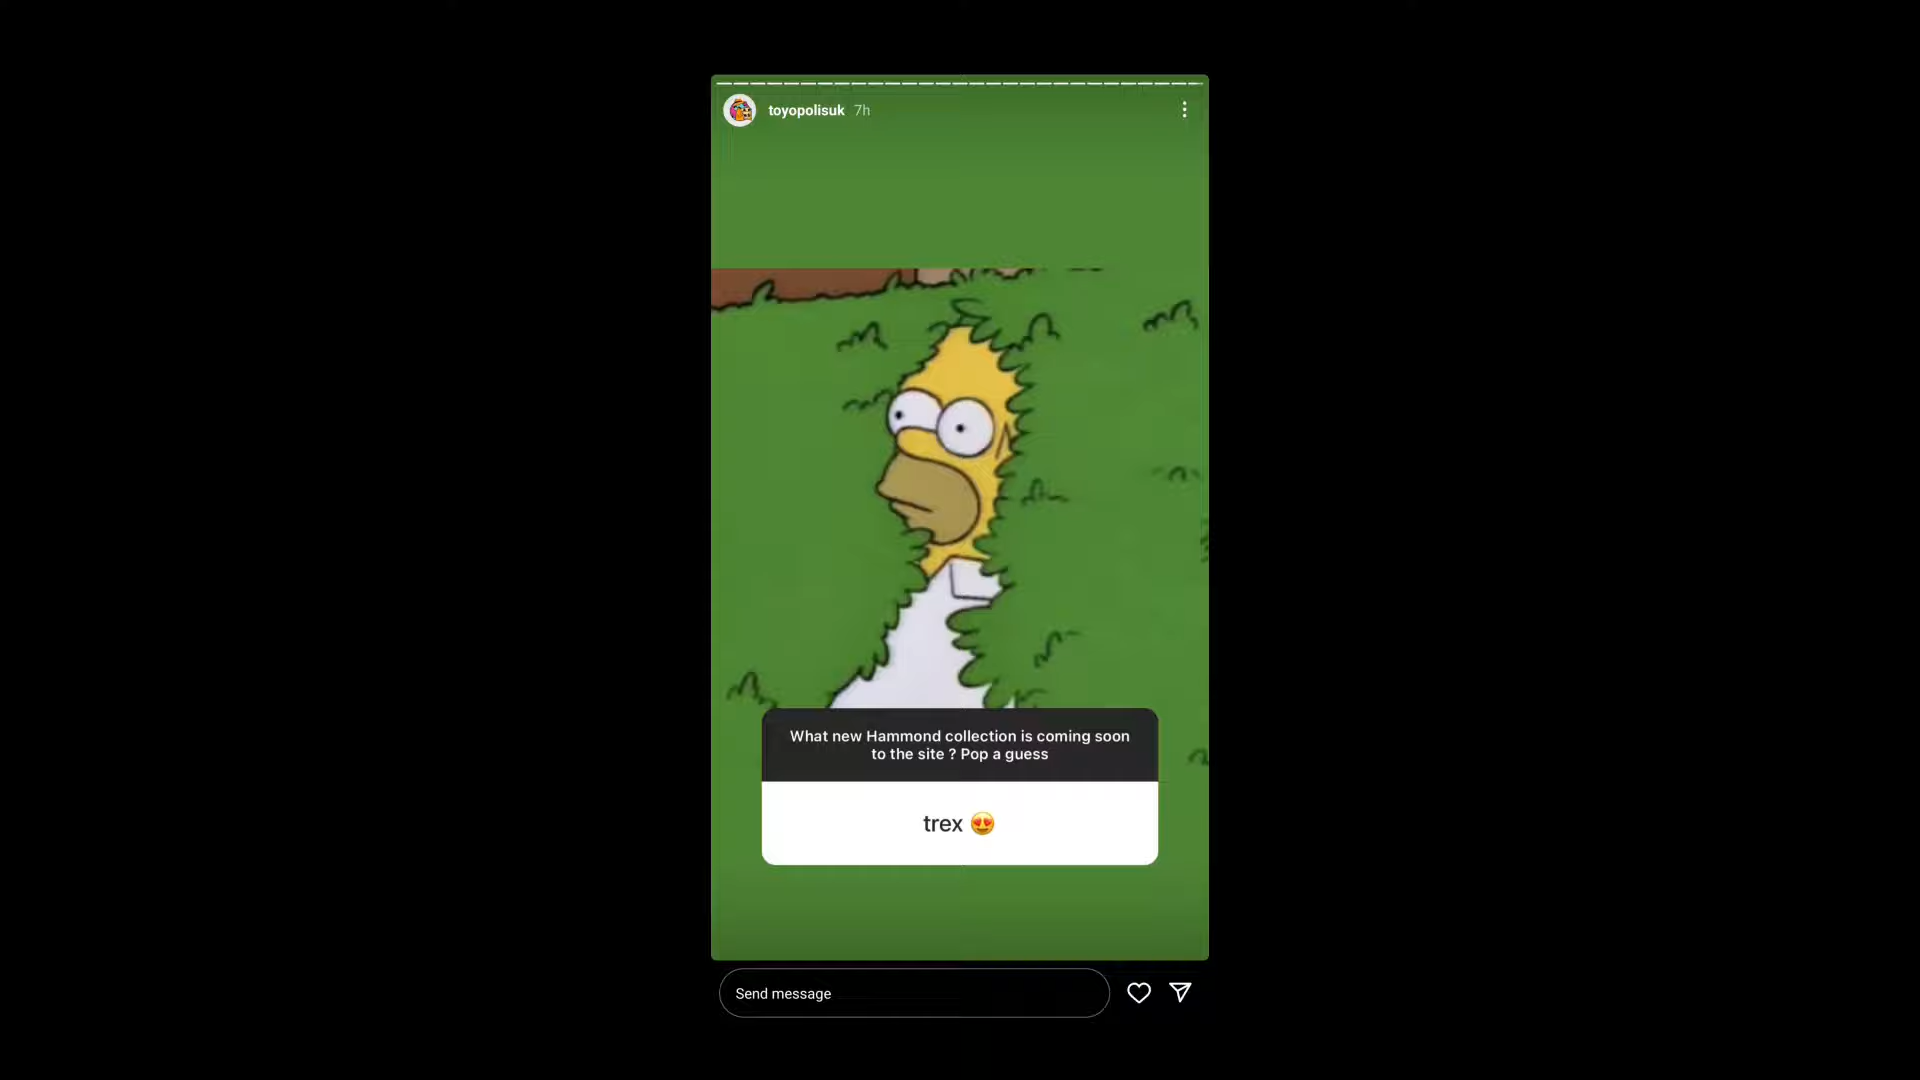 toyopolisuk 7h
What new Hammond collection is coming soon
to the site ? Pop a guess
trex 😍
Send message